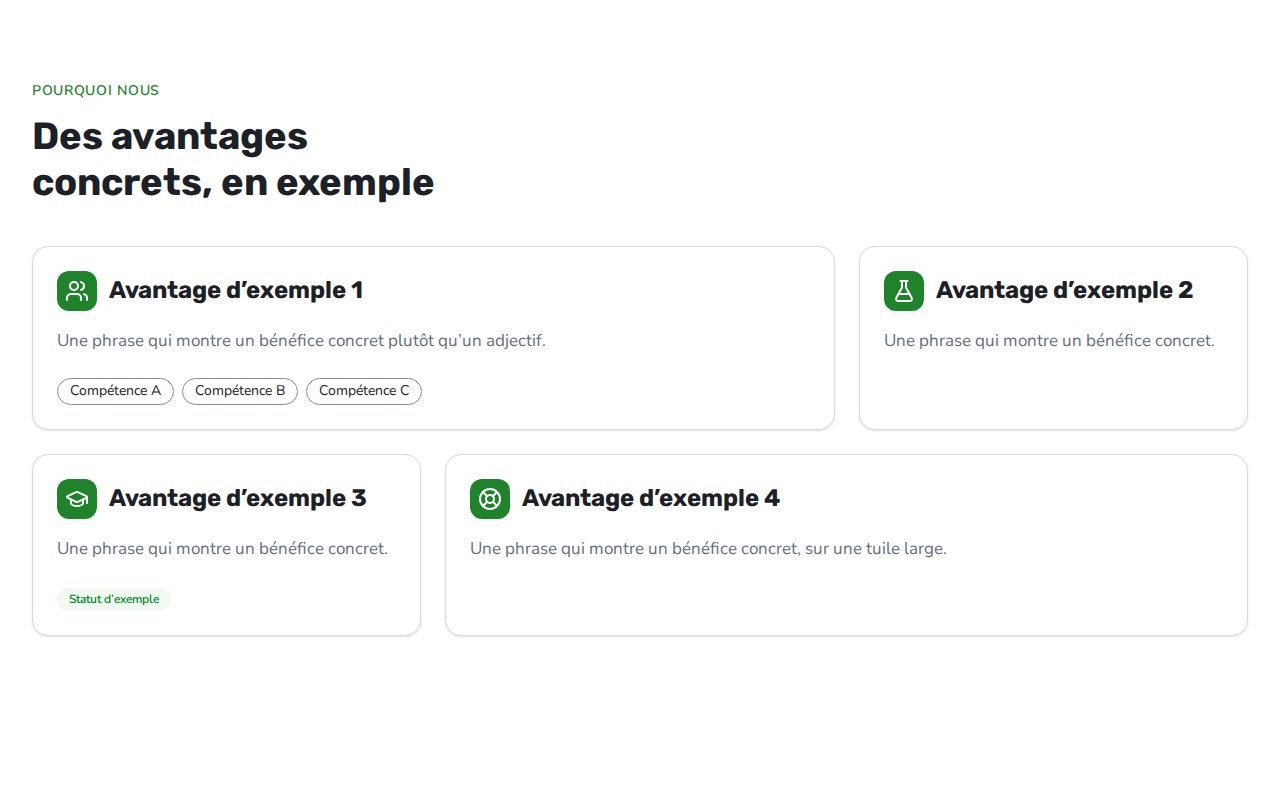 POURQUOI NOUS
Des avantages
concrets, en exemple
Avantage d’exemple 1
Une phrase qui montre un bénéfice concret plutôt qu’un adjectif.
Compétence A
Compétence B
Compétence C
Avantage d’exemple 2
Une phrase qui montre un bénéfice concret.
Avantage d’exemple 3
Une phrase qui montre un bénéfice concret.
Statut d’exemple
Avantage d’exemple 4
Une phrase qui montre un bénéfice concret, sur une tuile large.